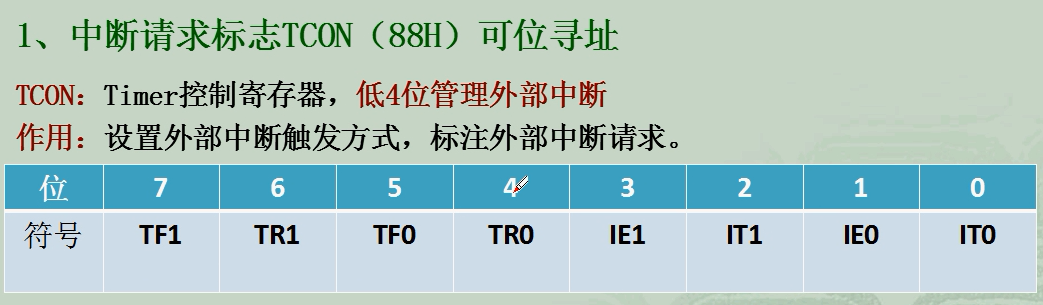 1、中断请求标志TCON（88H）可位寻址
TCON：Timer控制寄存器，低4位管理外部中断
作用：设置外部中断触发方式，标注外部中断请求。
位 7 6 5 4 3 2 1 0
符号 TF1 TR1 TF0 TR0 IE1 IT1 IE0 IT0